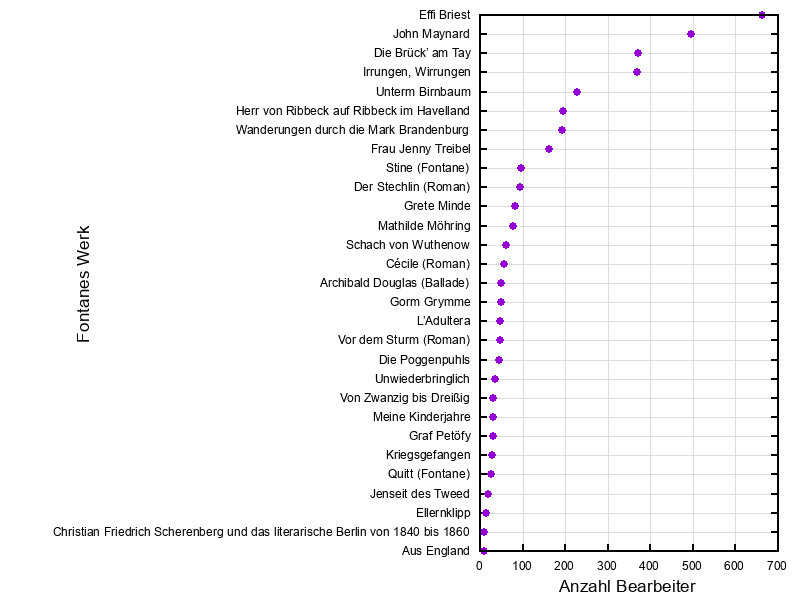 Effi Briest
John Maynard
Die Brück’ am Tay
Irrungen, Wirrungen
Unterm Birnbaum
Herr von Ribbeck auf Ribbeck im Havelland
Wanderungen durch die Mark Brandenburg
Frau Jenny Treibel
Stine (Fontane)
Der Stechlin (Roman)
Grete Minde
Mathilde Möhring
Schach von Wuthenow
Cécile (Roman)
Archibald Douglas (Ballade)
Gorm Grymme
L’Adultera
Vor dem Sturm (Roman)
Die Poggenpuhls
Unwiederbringlich
Von Zwanzig bis Dreißig
Meine Kinderjahre
Graf Petöfy
Kriegsgefangen
Quitt (Fontane)
Jenseit des Tweed
Ellernklipp
Christian Friedrich Scherenberg und das literarische Berlin von 1840 bis 1860
Aus England
Fontanes Werk
0 100 200 300 400 500 600 700
Anzahl Bearbeiter